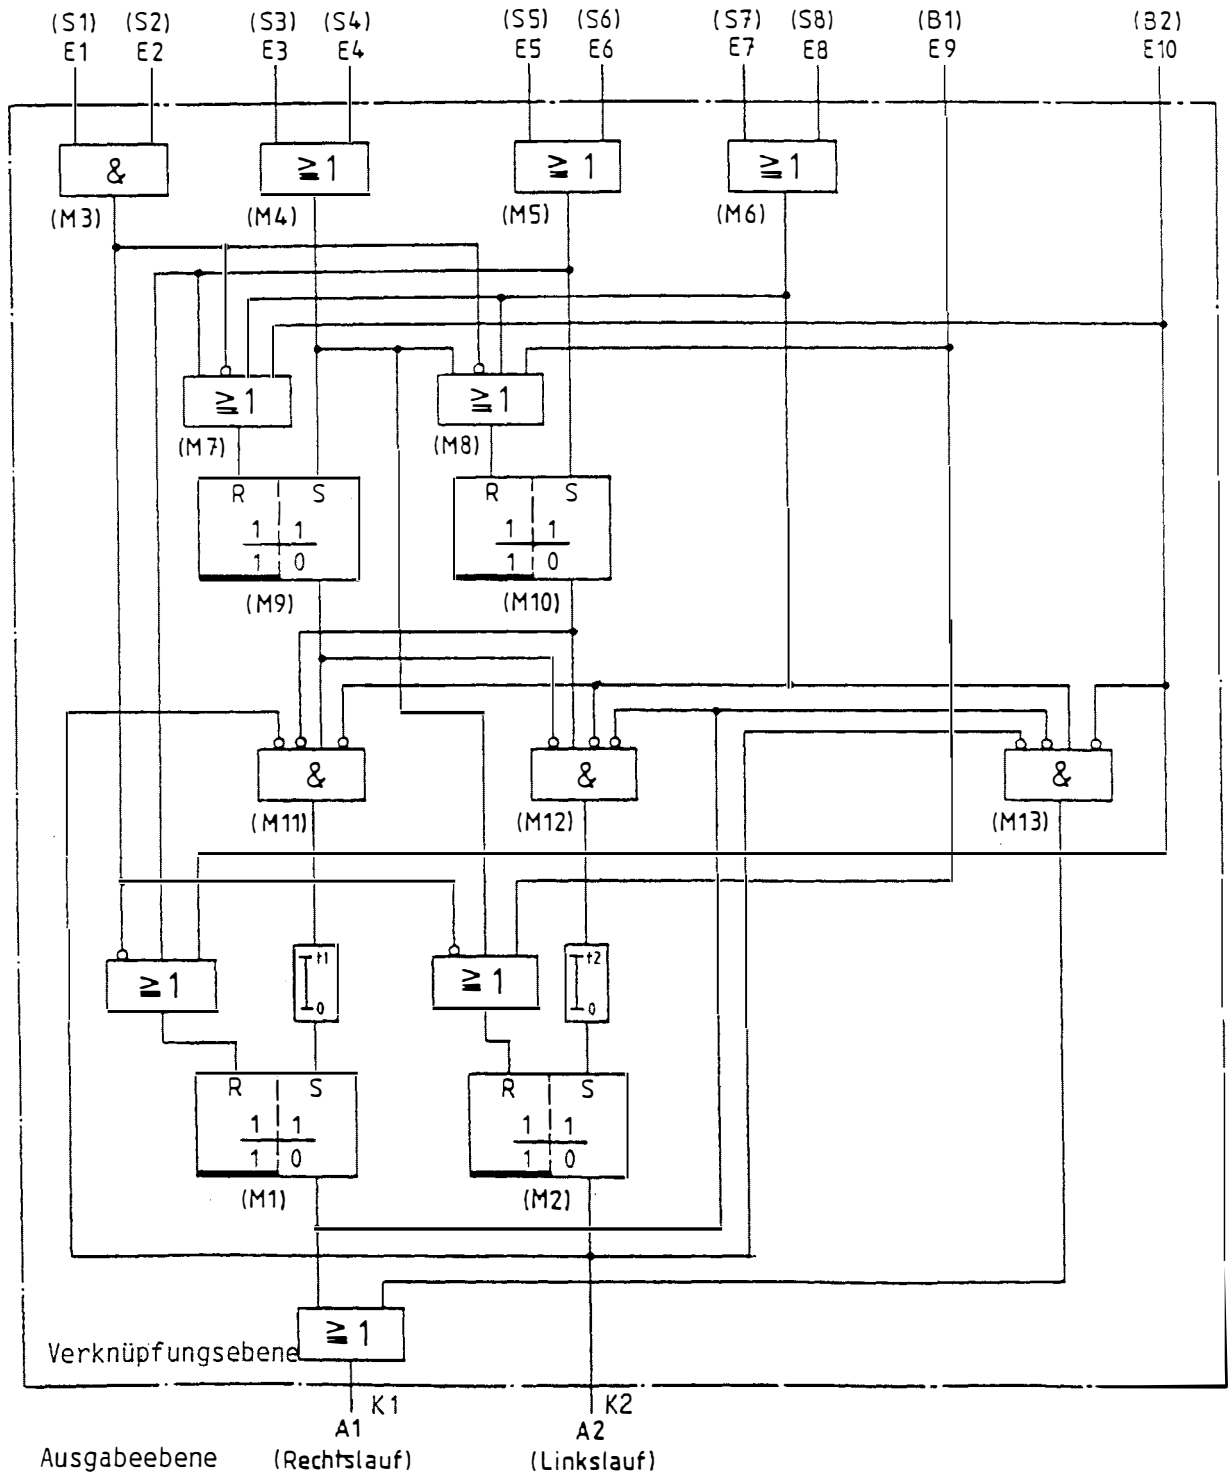 (S1) (S2) (S3) (S4) (S5) (S6) (S7) (S8) (B1) (B2)
E1 E2 E3 E4 E5 E6 E7 E8 E9 E10
& ≧1 ≧1 ≧1
(M3) (M4) (M5) (M6)
≧1 ≧1
(M7) (M8)
R S R S
1 1 1 1
1 0 1 0
(M9) (M10)
& & &
(M11) (M12) (M13)
≧1 t1 ≧1 t2
0 0
R S R S
1 1 1 1
1 0 1 0
(M1) (M2)
≧1
Verknüpfungsebene
K1 K2
A1 A2
Ausgabeebene (Rechtslauf) (Linkslauf)